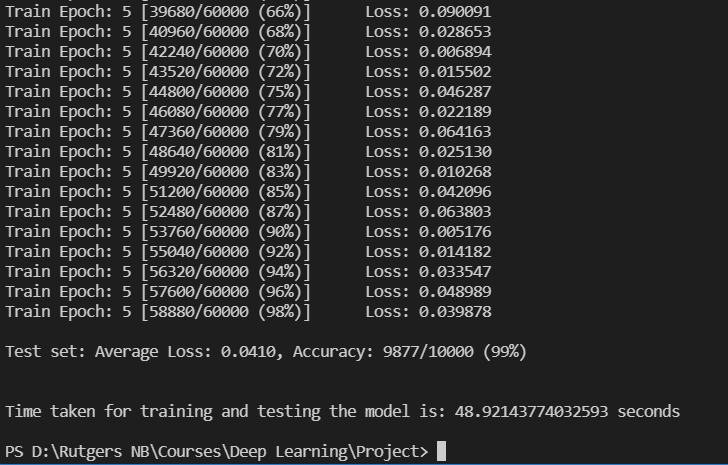 Train Epoch: 5 [39680/60000 (66%)]      Loss: 0.090091
Train Epoch: 5 [40960/60000 (68%)]      Loss: 0.028653
Train Epoch: 5 [42240/60000 (70%)]      Loss: 0.006894
Train Epoch: 5 [43520/60000 (72%)]      Loss: 0.015502
Train Epoch: 5 [44800/60000 (75%)]      Loss: 0.046287
Train Epoch: 5 [46080/60000 (77%)]      Loss: 0.022189
Train Epoch: 5 [47360/60000 (79%)]      Loss: 0.064163
Train Epoch: 5 [48640/60000 (81%)]      Loss: 0.025130
Train Epoch: 5 [49920/60000 (83%)]      Loss: 0.010268
Train Epoch: 5 [51200/60000 (85%)]      Loss: 0.042096
Train Epoch: 5 [52480/60000 (87%)]      Loss: 0.063803
Train Epoch: 5 [53760/60000 (90%)]      Loss: 0.005176
Train Epoch: 5 [55040/60000 (92%)]      Loss: 0.014182
Train Epoch: 5 [56320/60000 (94%)]      Loss: 0.033547
Train Epoch: 5 [57600/60000 (96%)]      Loss: 0.048989
Train Epoch: 5 [58880/60000 (98%)]      Loss: 0.039878
Test set: Average Loss: 0.0410, Accuracy: 9877/10000 (99%)
Time taken for training and testing the model is: 48.92143774032593 seconds
PS D:\Rutgers NB\Courses\Deep Learning\Project>